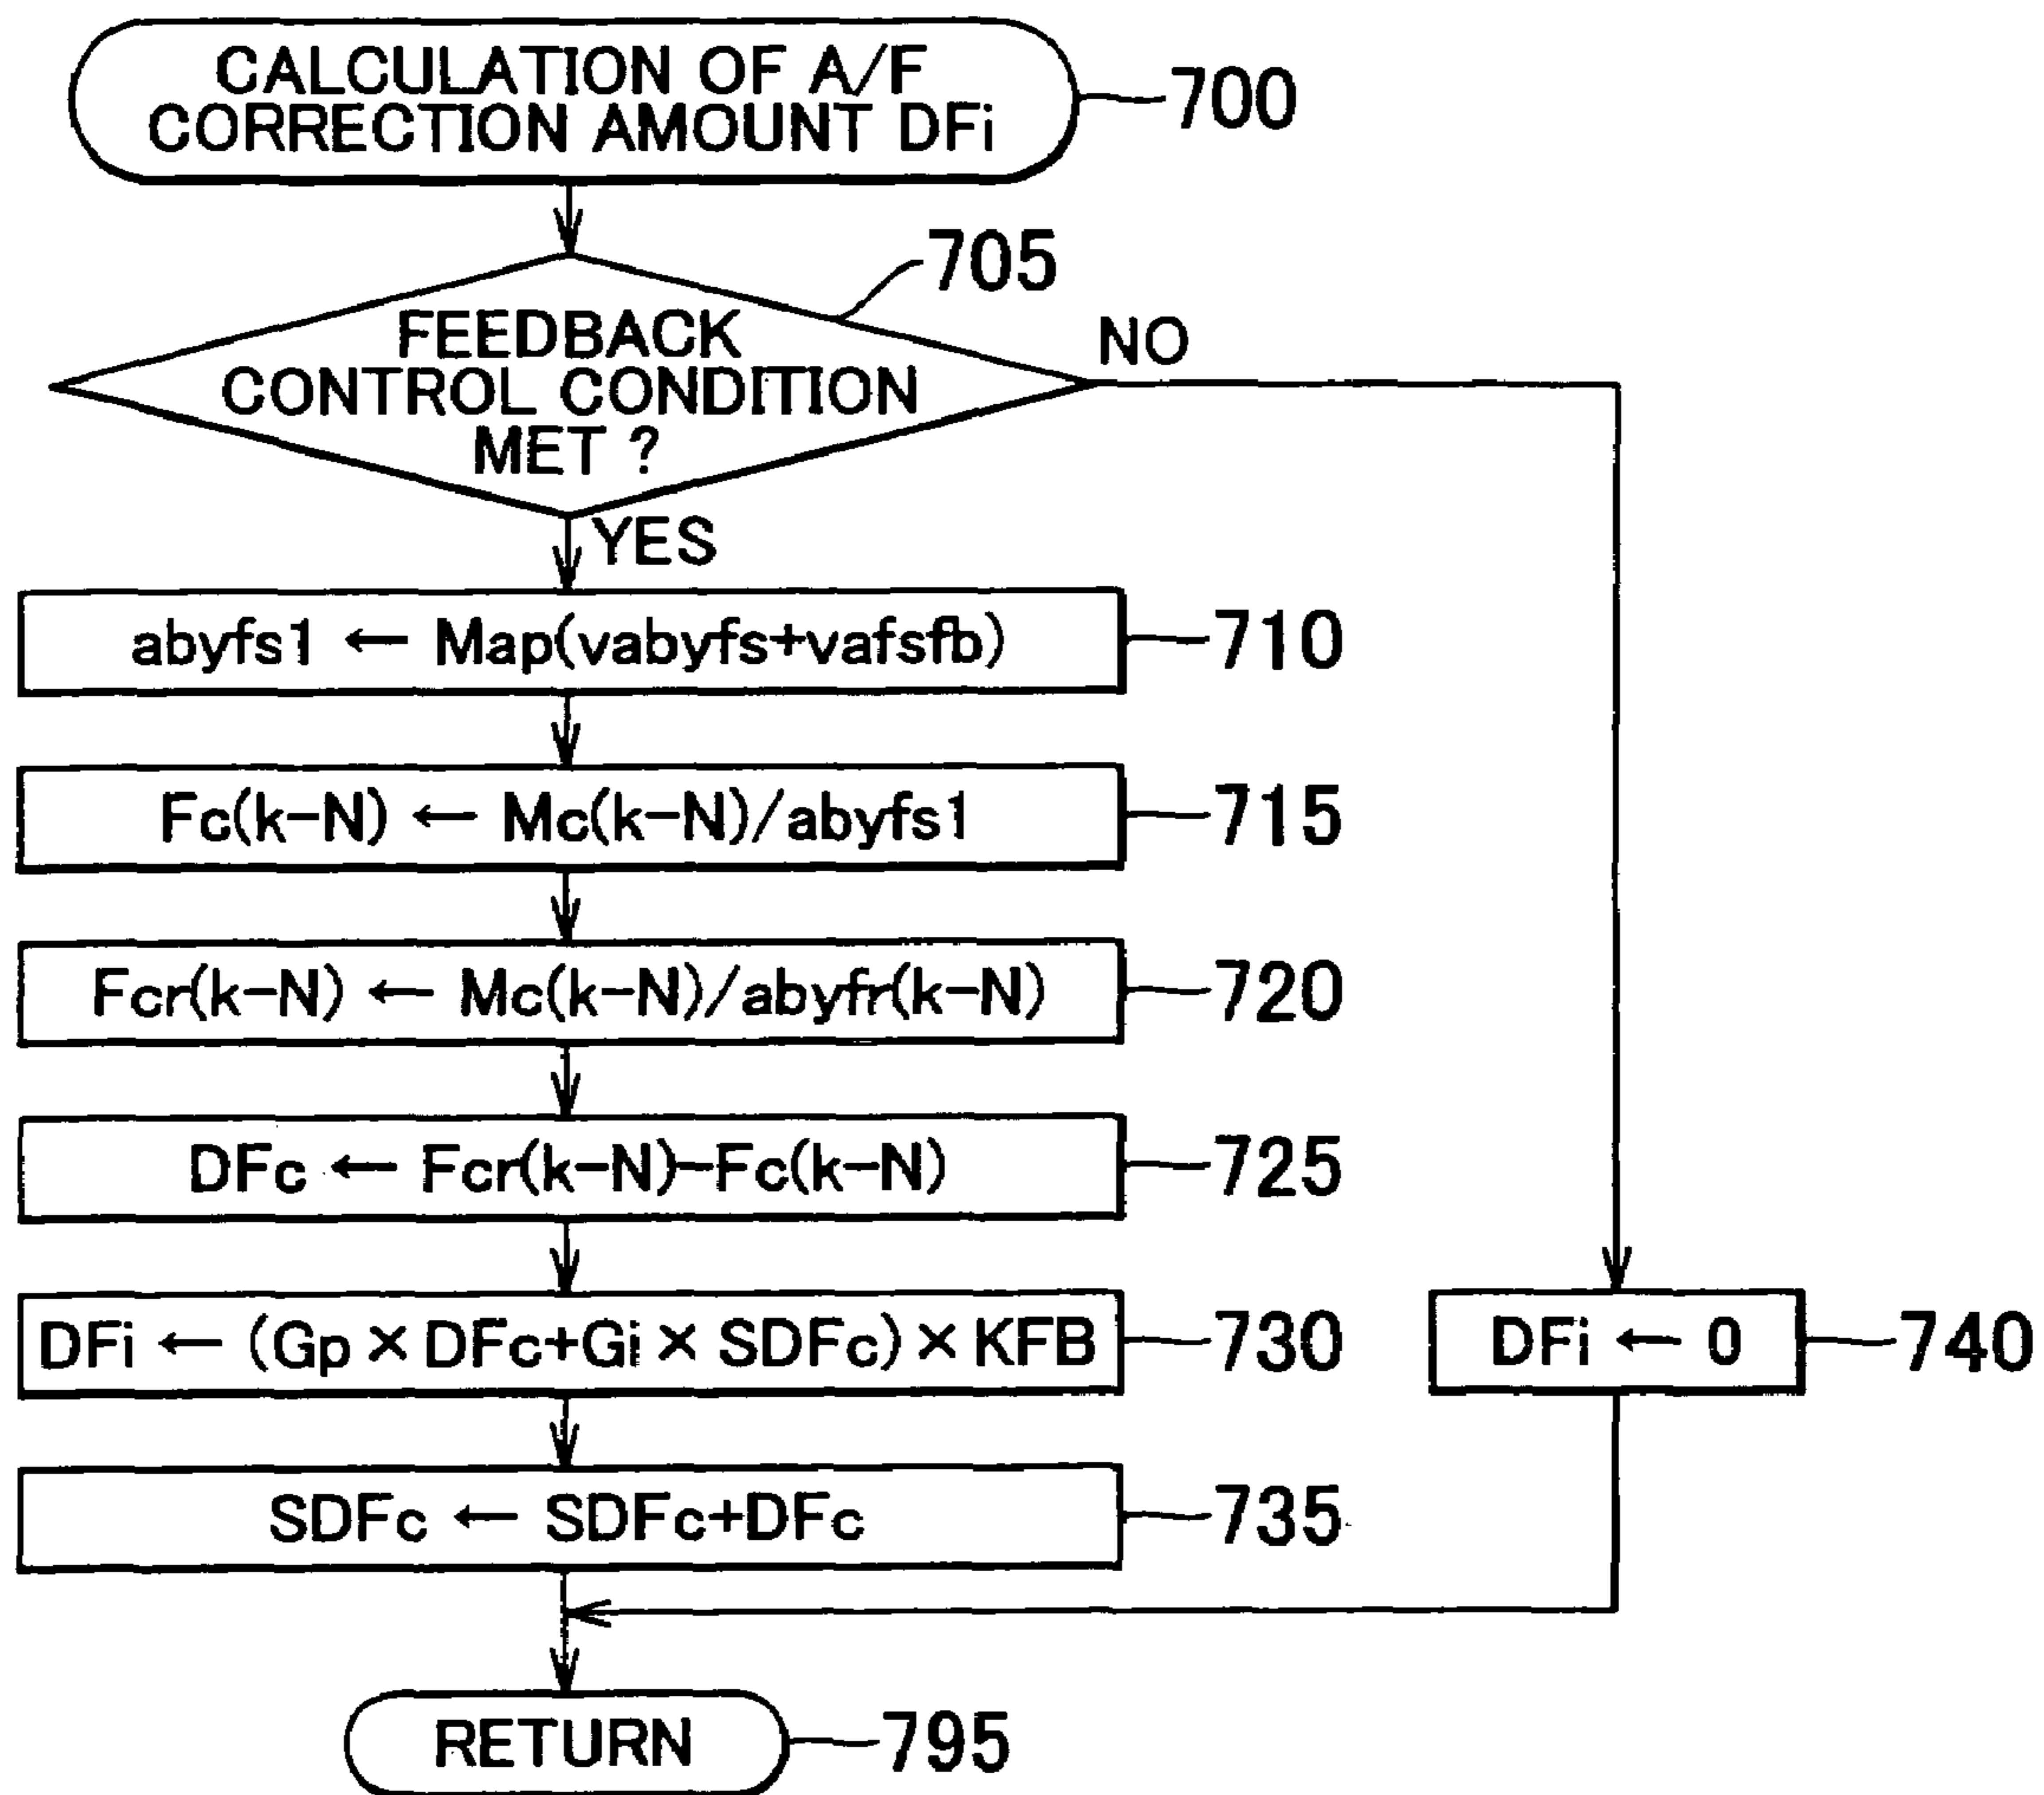 CALCULATION OF A/F
CORRECTION AMOUNT DFi
700
705
FEEDBACK
CONTROL CONDITION
MET ?
NO
YES
abyfs1 ← Map(vabyfs+vafsfb)
710
Fc(k-N) ← Mc(k-N)/abyfs1
715
Fcr(k-N) ← Mc(k-N)/abyfr(k-N)
720
DFc ← Fcr(k-N)-Fc(k-N)
725
DFi ← (Gp × DFc+Gi × SDFc) × KFB
730
DFi ← 0
740
SDFc ← SDFc+DFc
735
RETURN
795